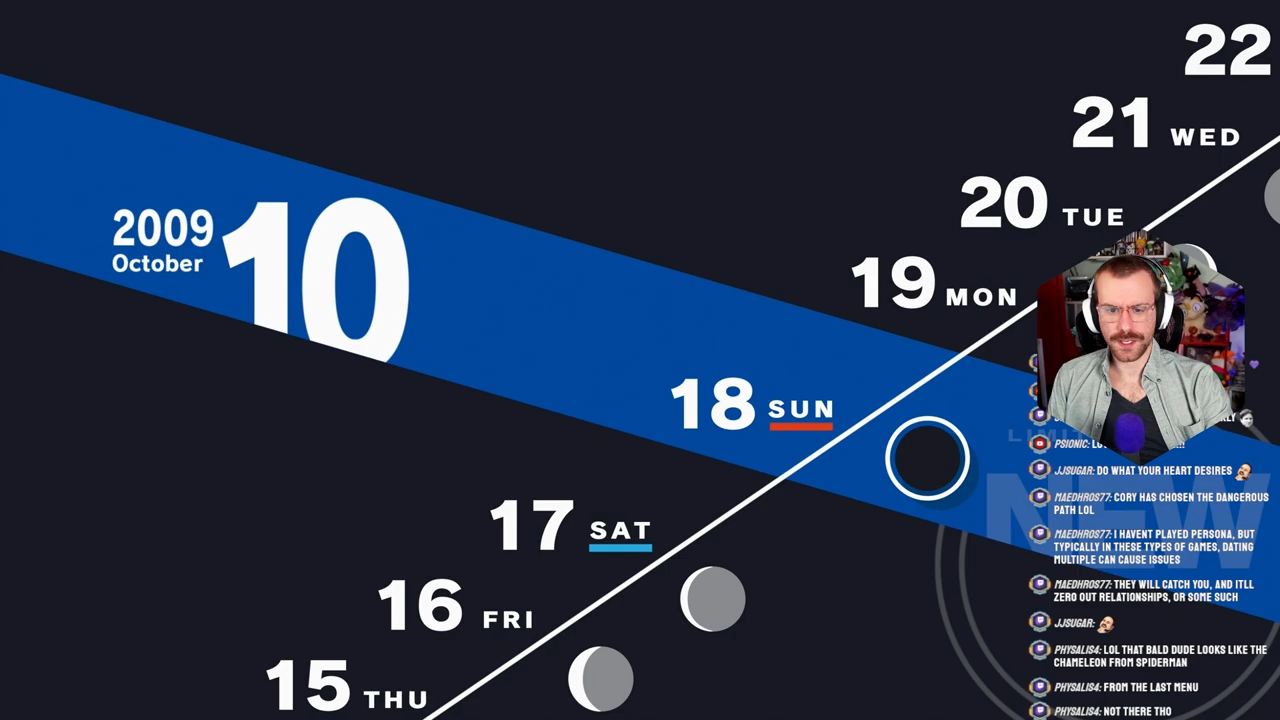 22
21 WED
20 TUE
19 MON
2009
October
10
18 SUN
17 SAT
16 FRI
15 THU
NEW
PSIONIC:
JJSUGAR: DO WHAT YOUR HEART DESIRES
MAEDHROS77: CORY HAS CHOSEN THE DANGEROUS
PATH LOL
MAEDHROS77: I HAVENT PLAYED PERSONA, BUT
TYPICALLY IN THESE TYPES OF GAMES, DATING
MULTIPLE CAN CAUSE ISSUES
MAEDHROS77: THEY WILL CATCH YOU, AND ITLL
ZERO OUT RELATIONSHIPS, OR SOME SUCH
JJSUGAR:
PHYSALIS4: LOL THAT BALD DUDE LOOKS LIKE THE
CHAMELEON FROM SPIDERMAN
PHYSALIS4: FROM THE LAST MENU
PHYSALIS4: NOT THERE THO